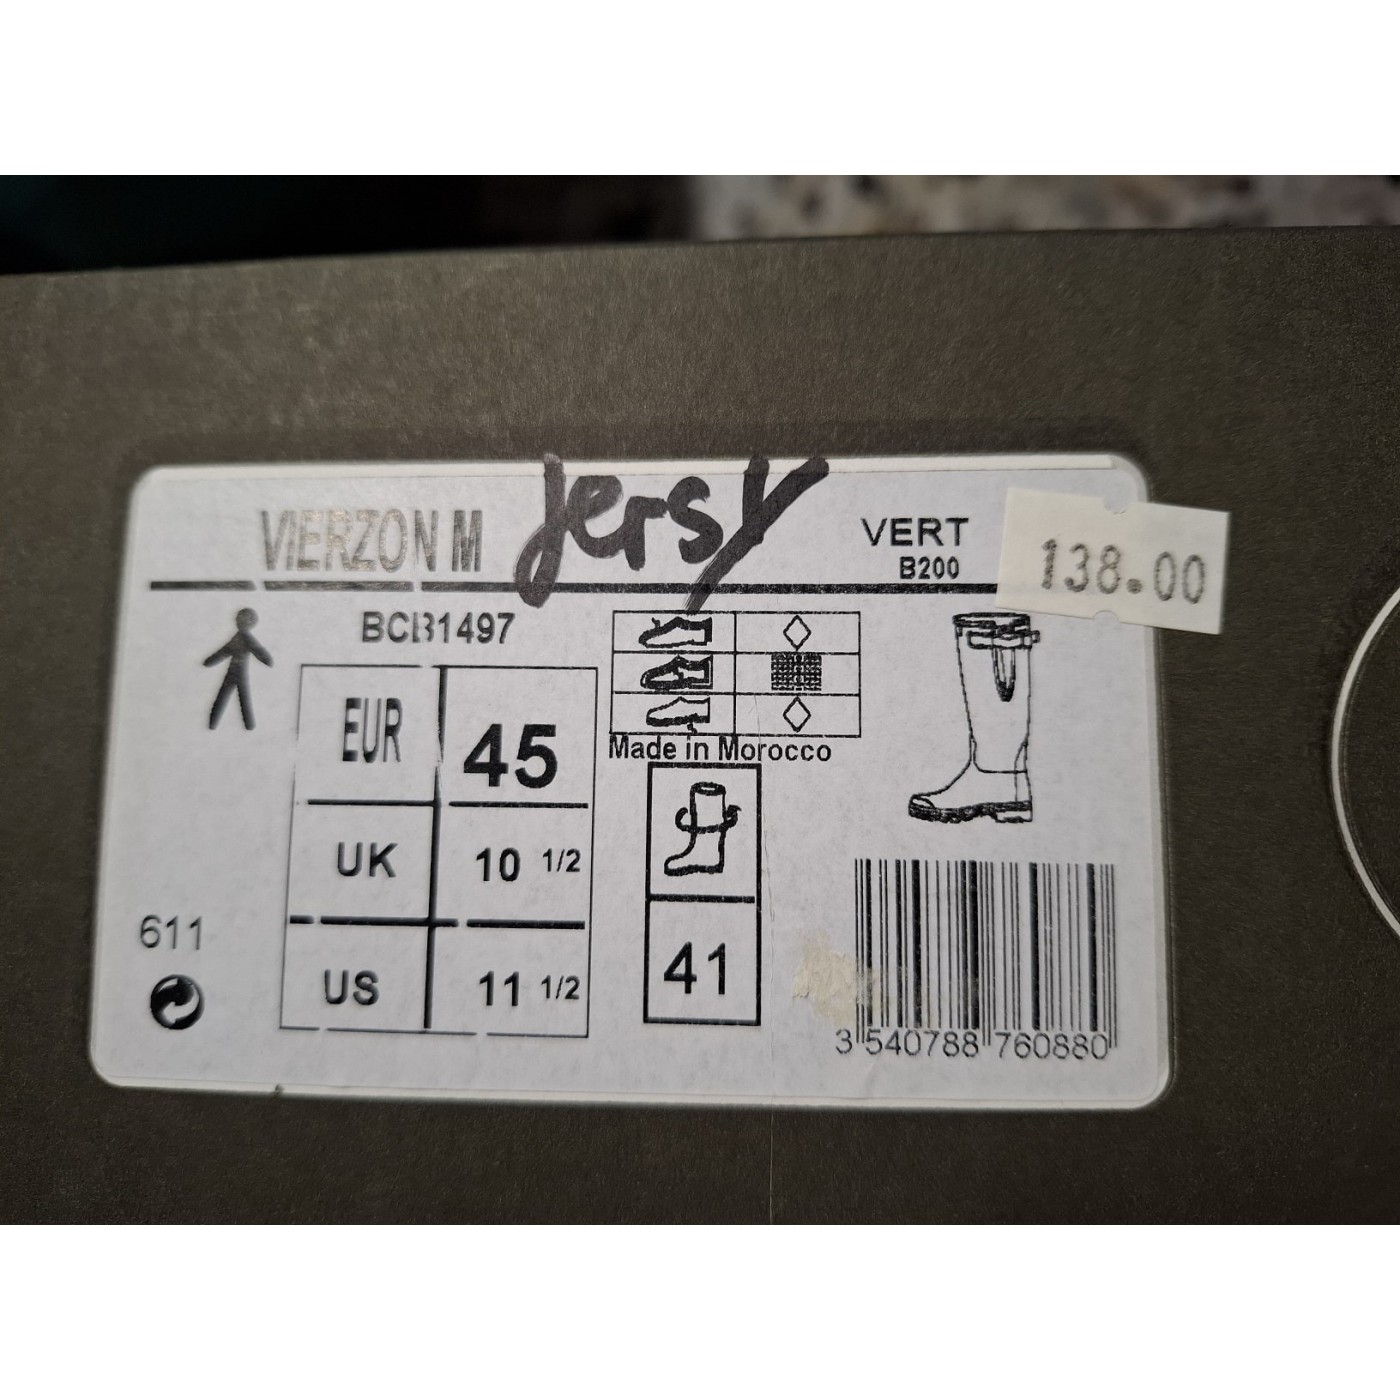 VIERZON M jersy VERT
B200
138.00
BCB1497
EUR 45
Made in Morocco
UK 10 1/2
US 11 1/2
41
611
3 540788 760880